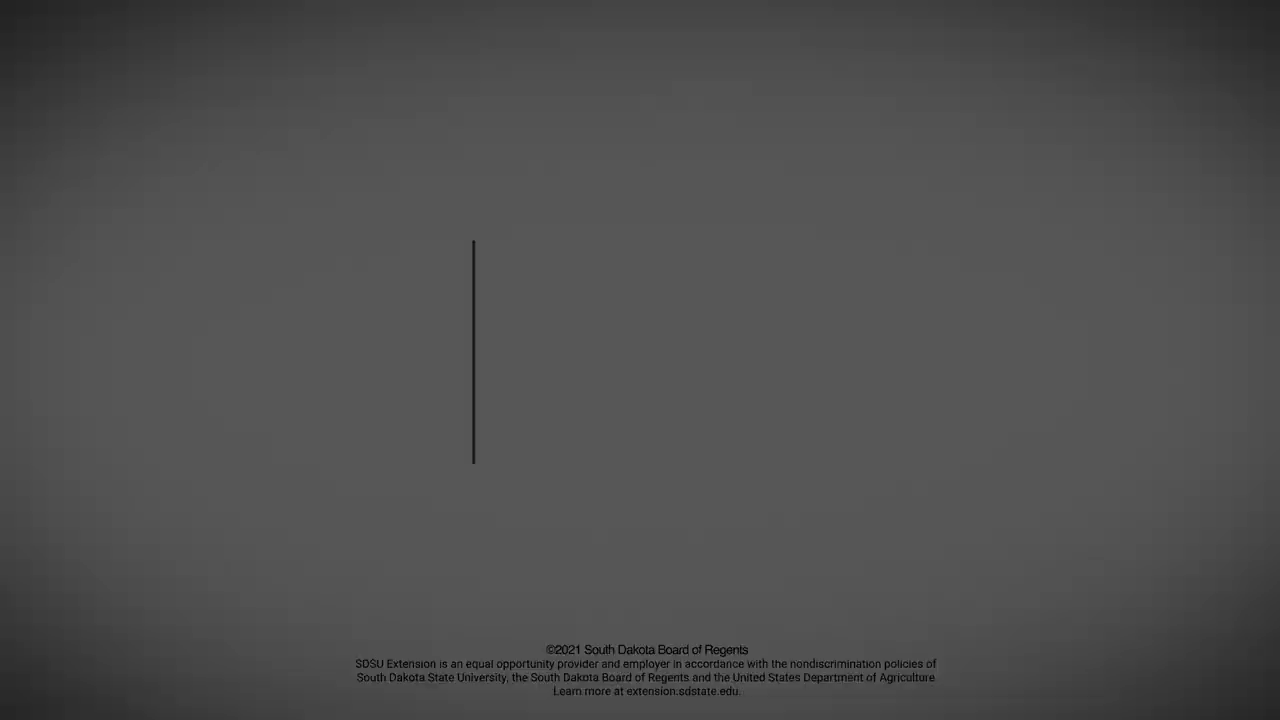 ©2021 South Dakota Board of Regents
SDSU Extension is an equal opportunity provider and employer in accordance with the nondiscrimination policies of
South Dakota State University, the South Dakota Board of Regents and the United States Department of Agriculture.
Learn more at extension.sdstate.edu.